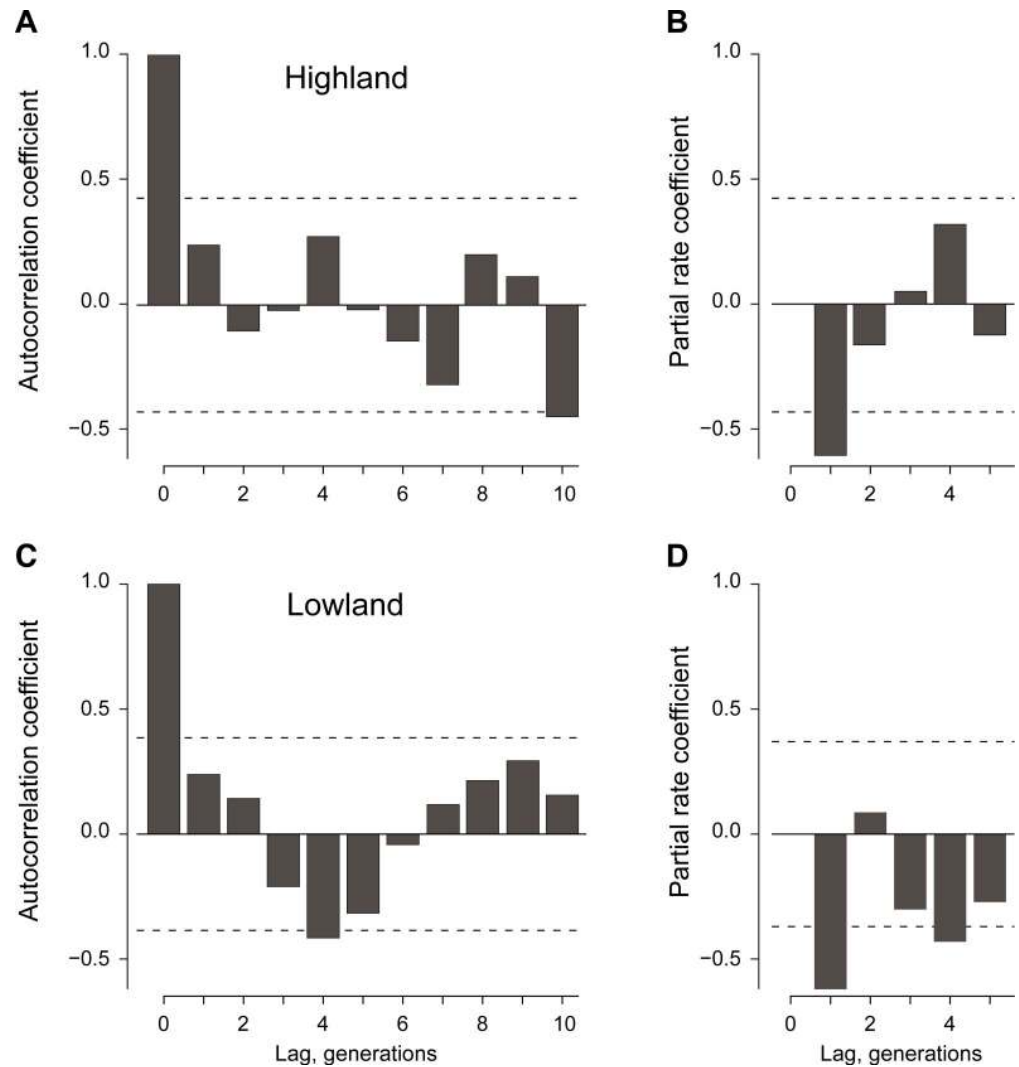 A
Highland
Autocorrelation coefficient
1.0
0.5
0.0
−0.5
0 2 4 6 8 10
B
Partial rate coefficient
1.0
0.5
0.0
−0.5
0 2 4
C
Lowland
Autocorrelation coefficient
1.0
0.5
0.0
−0.5
0 2 4 6 8 10
Lag, generations
D
Partial rate coefficient
1.0
0.5
0.0
−0.5
0 2 4
Lag, generations